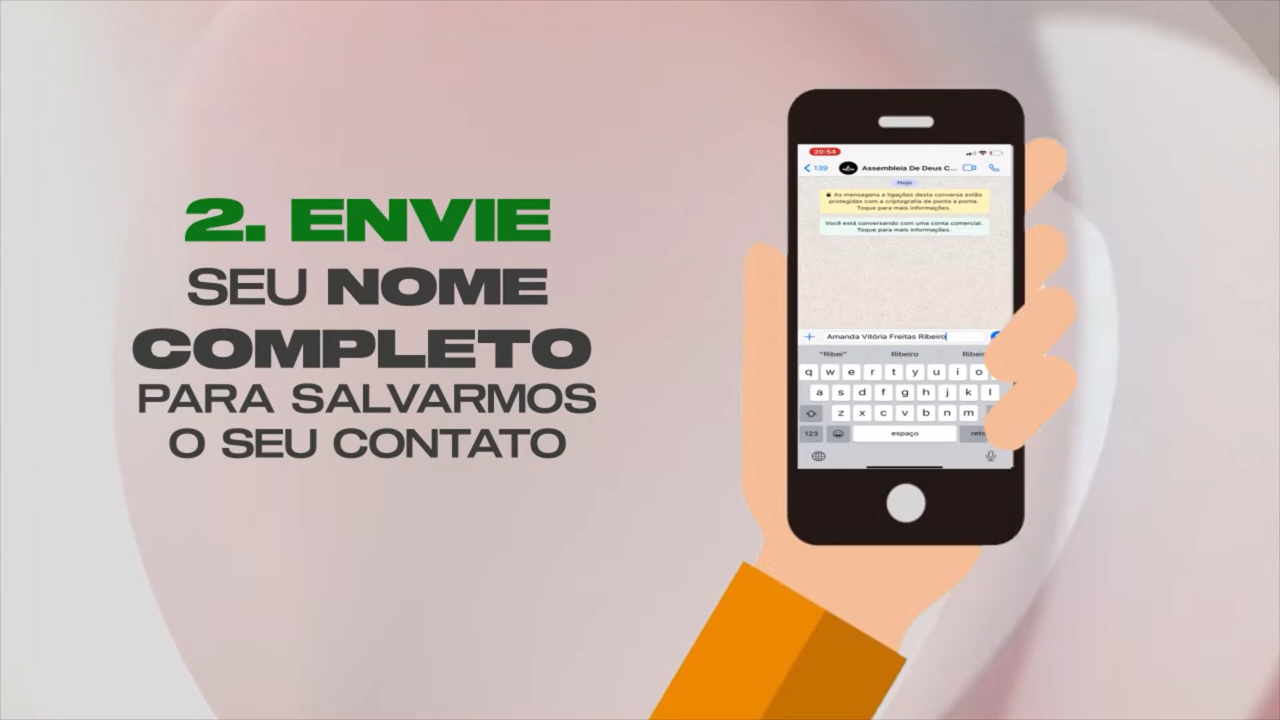 2. ENVIE
SEU NOME
COMPLETO
PARA SALVARMOS
O SEU CONTATO
20:54
139 Assembleia De Deus C...
Hoje
As mensagens e ligações desta conversa estão
protegidas com a criptografia de ponta a ponta.
Toque para mais informações.
Você está conversando com uma conta comercial.
Toque para mais informações.
Amanda Vitória Freitas Ribeiro
"Ribei" Ribeiro Ribeir
q w e r t y u i o
a s d f g h j k l
z x c v b n m
123 espaço reto